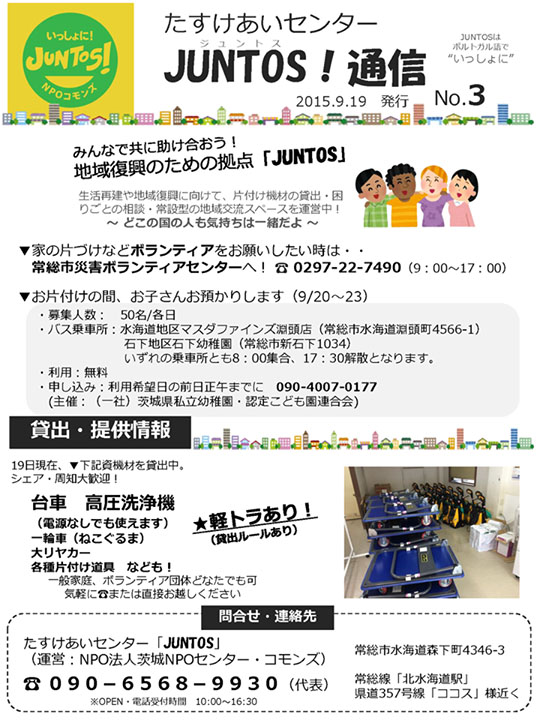 いっしょに!
JUNTOS!
NPOコモンズ
たすけあいセンター
ジュントス
JUNTOS!通信
JUNTOSは
ポルトガル語で
“いっしょに”
2015.9.19 発行 No.3
みんなで共に助け合おう!
地域復興のための拠点「JUNTOS」
生活再建や地域復興に向けて、片付け機材の貸出・困
りごとの相談・常設型の地域交流スペースを運営中!
~ どこの国の人も気持ちは一緒だよ ~
▼家の片づけなどボランティアをお願いしたい時は・・
常総市災害ボランティアセンターへ! ☎ 0297-22-7490(9:00~17:00)
▼お片付けの間、お子さんお預かりします(9/20~23)
・募集人数: 50名/各日
・バス乗車所:水海道地区マスダファインズ淵頭店(常総市水海道淵頭町4566-1)
石下地区石下幼稚園(常総市新石下1034)
いずれの乗車所とも8:00集合、17:30解散となります。
・利用:無料
・申し込み:利用希望日の前日正午までに 090-4007-0177
(主催:(一社)茨城県私立幼稚園・認定こども園連合会)
貸出・提供情報
19日現在、▼下記資機材を貸出中。
シェア・周知大歓迎!
台車 高圧洗浄機
(電源なしでも使えます)
一輪車(ねこぐるま)
大リヤカー
各種片付け道具 なども!
一般家庭、ボランティア団体どなたでも可
気軽に☎または直接お越しください
★軽トラあり!
(貸出ルールあり)
問合せ・連絡先
たすけあいセンター「JUNTOS」
(運営:NPO法人茨城NPOセンター・コモンズ)
☎ 090-6568-9930(代表)
※OPEN・電話受付時間 10:00~16:30
常総市水海道森下町4346-3
常総線「北水海道駅」
県道357号線「ココス」様近く